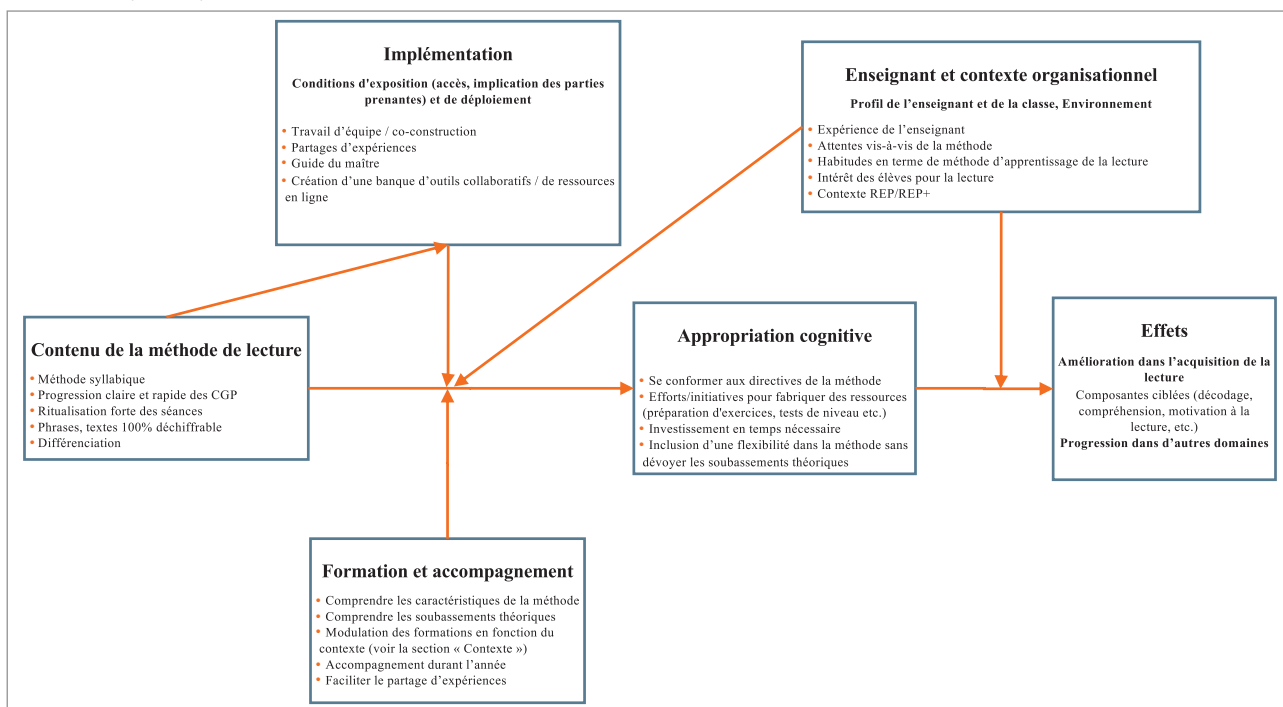 Implémentation
Conditions d'exposition (accès, implication des parties
prenantes) et de déploiement
• Travail d'équipe / co-construction
• Partages d'expériences
• Guide du maître
• Création d'une banque d'outils collaboratifs / de ressources
en ligne
Enseignant et contexte organisationnel
Profil de l'enseignant et de la classe, Environnement
• Expérience de l'enseignant
• Attentes vis-à-vis de la méthode
• Habitudes en terme de méthode d'apprentissage de la lecture
• Intérêt des élèves pour la lecture
• Contexte REP/REP+
Contenu de la méthode de lecture
• Méthode syllabique
• Progression claire et rapide des CGP
• Ritualisation forte des séances
• Phrases, textes 100% déchiffrable
• Différenciation
Appropriation cognitive
• Se conformer aux directives de la méthode
• Efforts/initiatives pour fabriquer des ressources
(préparation d'exercices, tests de niveau etc.)
• Investissement en temps nécessaire
• Inclusion d'une flexibilité dans la méthode sans
dévoyer les soubassements théoriques
Effets
Amélioration dans l'acquisition de la
lecture
Composantes ciblées (décodage,
compréhension, motivation à la
lecture, etc.)
Progression dans d'autres domaines
Formation et accompagnement
• Comprendre les caractéristiques de la méthode
• Comprendre les soubassements théoriques
• Modulation des formations en fonction du
contexte (voir la section « Contexte »)
• Accompagnement durant l'année
• Faciliter le partage d'expériences